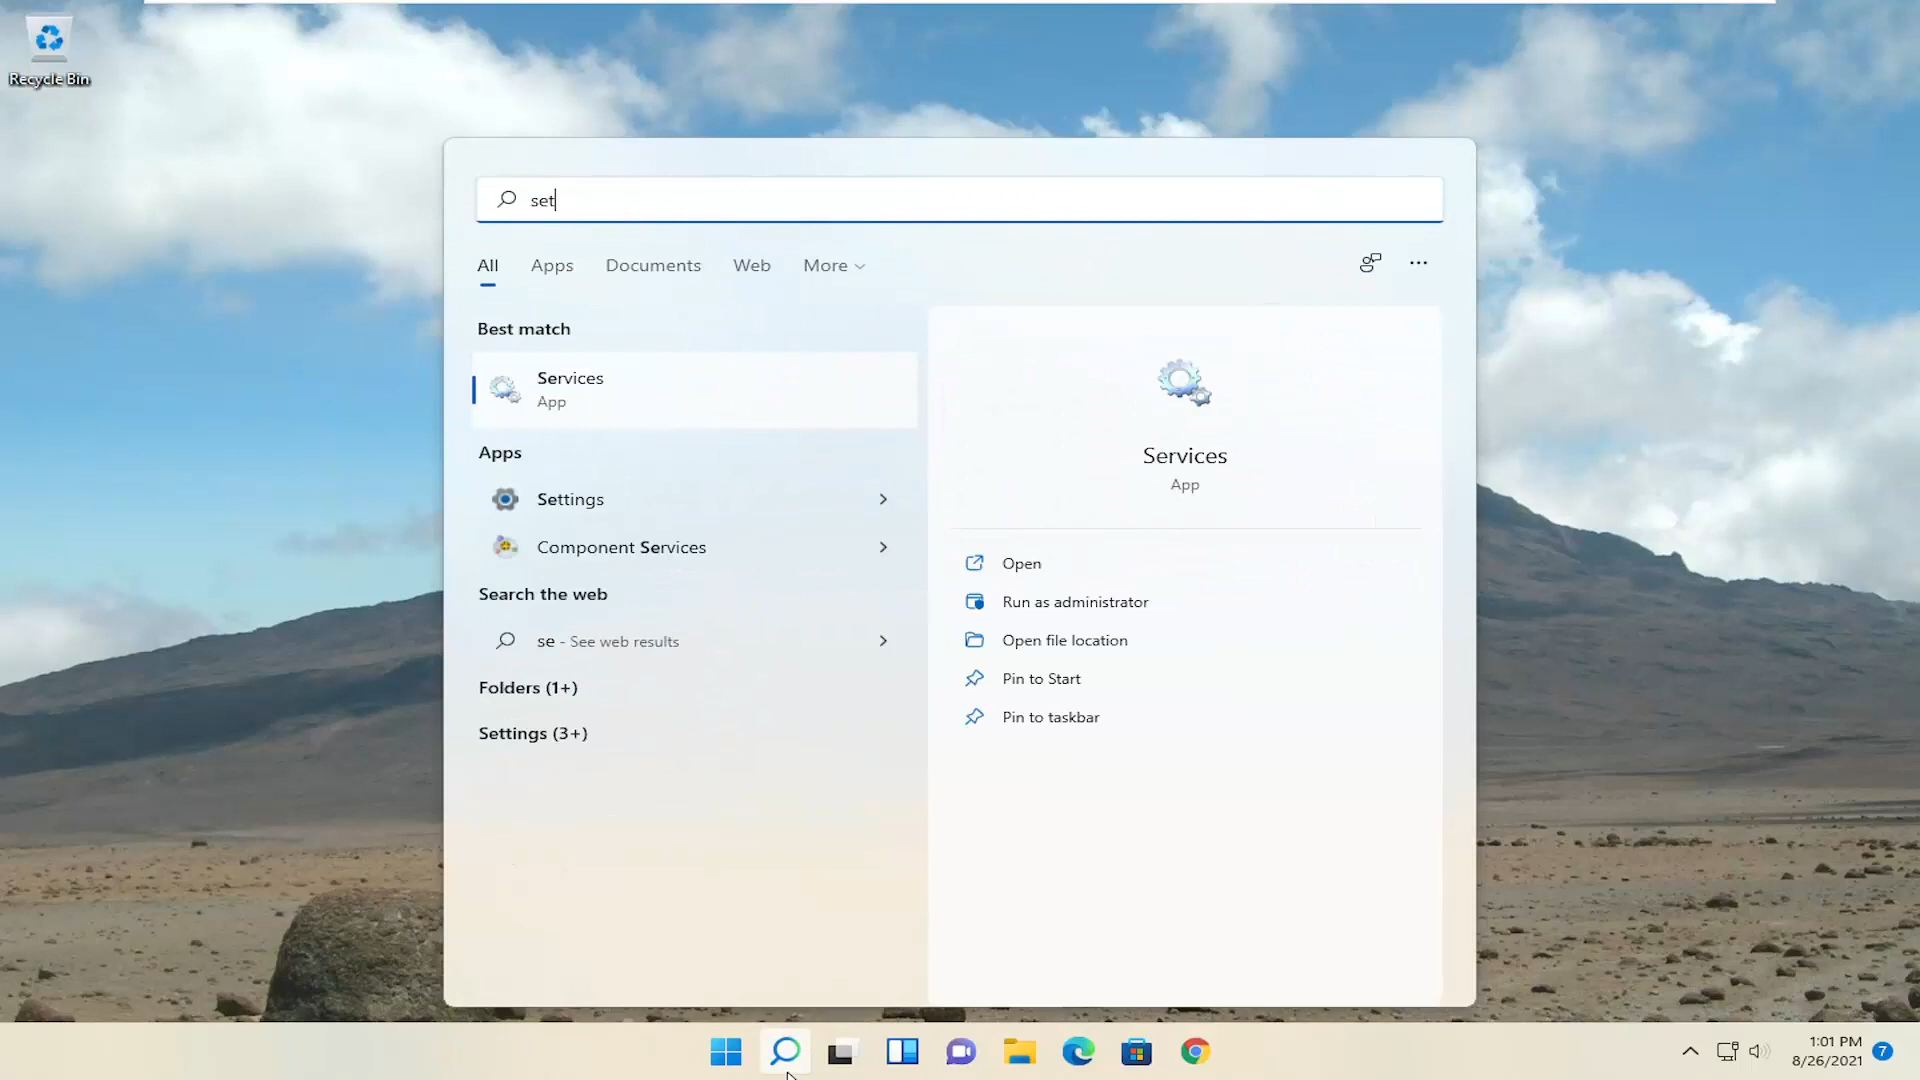 Recycle Bin
set
All Apps Documents Web More
Best match
Services
App
Apps
Settings
Component Services
Search the web
se - See web results
Folders (1+)
Settings (3+)
Services
App
Open
Run as administrator
Open file location
Pin to Start
Pin to taskbar
1:01 PM
8/26/2021
7